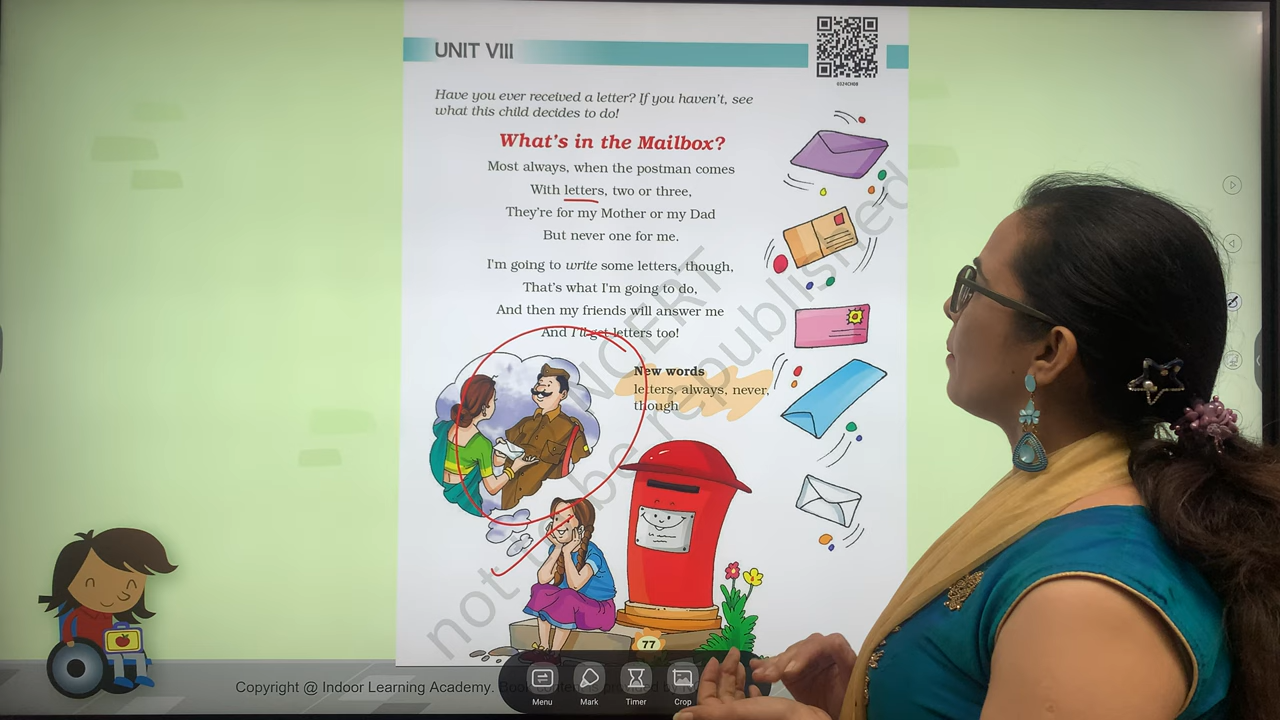 UNIT VIII
0524CH08
Have you ever received a letter? If you haven't, see
what this child decides to do!
What's in the Mailbox?
Most always, when the postman comes
With letters, two or three,
They're for my Mother or my Dad
But never one for me.
I'm going to write some letters, though,
That's what I'm going to do,
And then my friends will answer me
And I'll get letters too!
New words
letters, always, never,
though
NCERT
not to be republished
77
Menu Mark Timer Crop
Copyright @ Indoor Learning Academy.